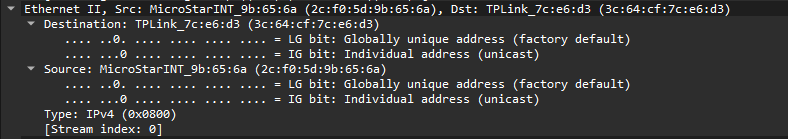 Ethernet II, Src: MicroStarINT_9b:65:6a (2c:f0:5d:9b:65:6a), Dst: TPLink_7c:e6:d3 (3c:64:cf:7c:e6:d3)
Destination: TPLink_7c:e6:d3 (3c:64:cf:7c:e6:d3)
.... ..0. .... .... .... .... = LG bit: Globally unique address (factory default)
.... ...0 .... .... .... .... = IG bit: Individual address (unicast)
Source: MicroStarINT_9b:65:6a (2c:f0:5d:9b:65:6a)
.... ..0. .... .... .... .... = LG bit: Globally unique address (factory default)
.... ...0 .... .... .... .... = IG bit: Individual address (unicast)
Type: IPv4 (0x0800)
[Stream index: 0]